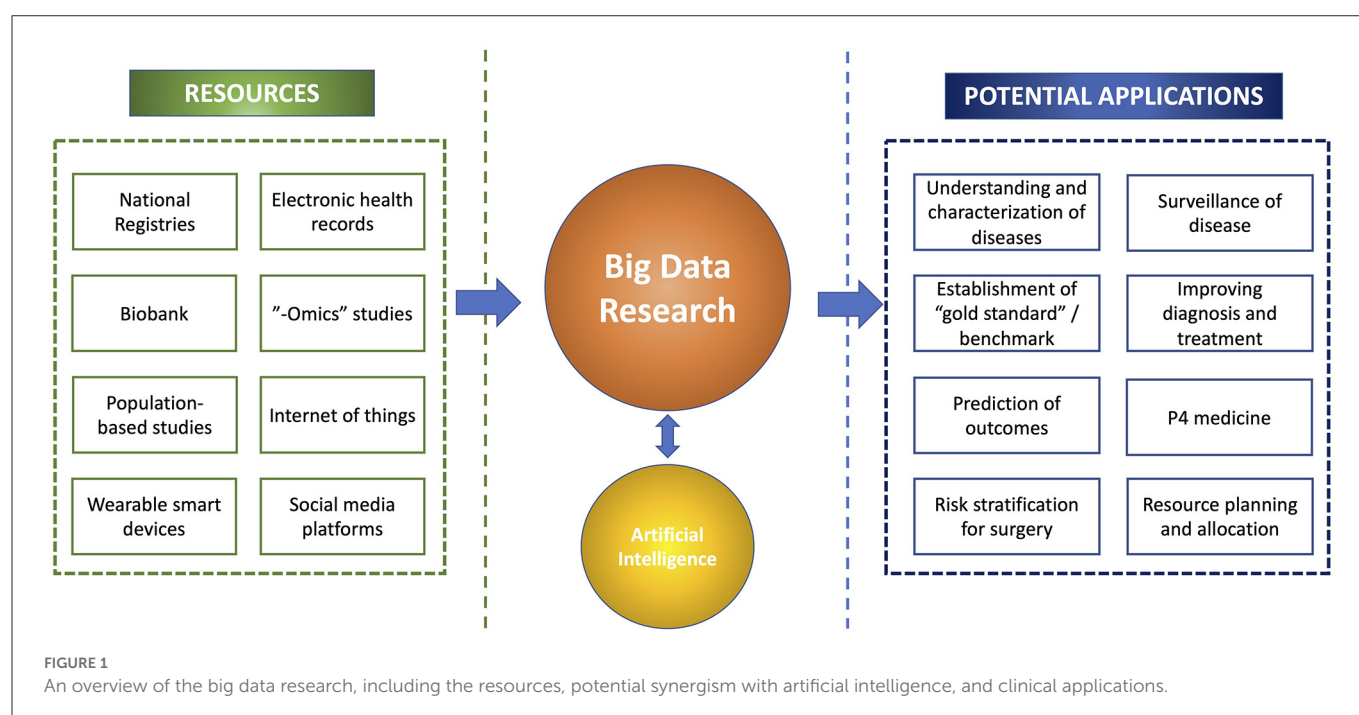 RESOURCES
National
Registries
Electronic health
records
Biobank
”-Omics” studies
Population-
based studies
Internet of things
Wearable smart
devices
Social media
platforms
Big Data
Research
Artificial
Intelligence
POTENTIAL APPLICATIONS
Understanding and
characterization of
diseases
Surveillance of
disease
Establishment of
“gold standard” /
benchmark
Improving
diagnosis and
treatment
Prediction of
outcomes
P4 medicine
Risk stratification
for surgery
Resource planning
and allocation
FIGURE 1
An overview of the big data research, including the resources, potential synergism with artificial intelligence, and clinical applications.